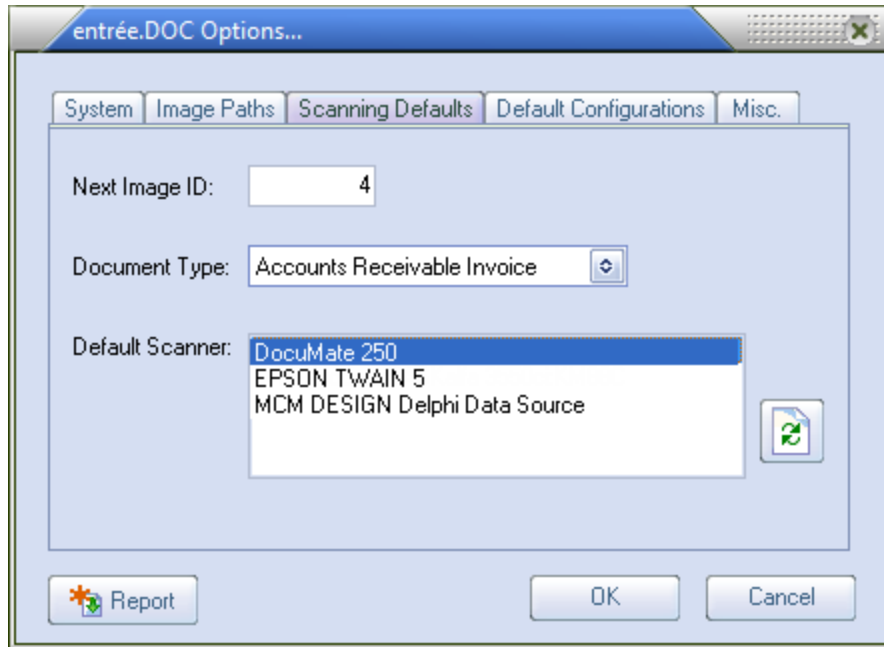 entrée.DOC Options...
System Image Paths Scanning Defaults Default Configurations Misc.
Next Image ID: 4
Document Type: Accounts Receivable Invoice
Default Scanner: DocuMate 250
EPSON TWAIN 5
MCM DESIGN Delphi Data Source
Report OK Cancel